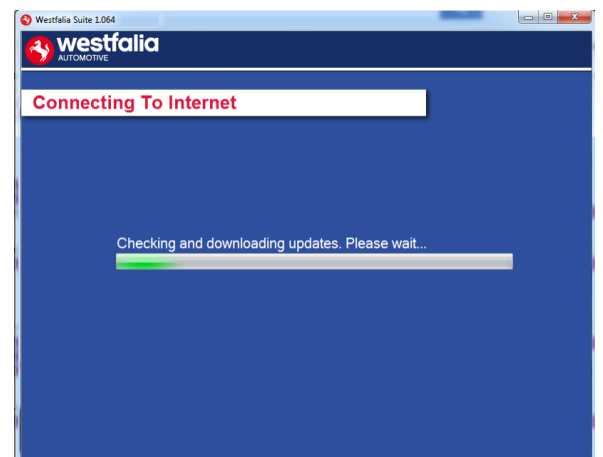 Westfalia Suite 1.064
westfalia
AUTOMOTIVE
Connecting To Internet
Checking and downloading updates. Please wait...